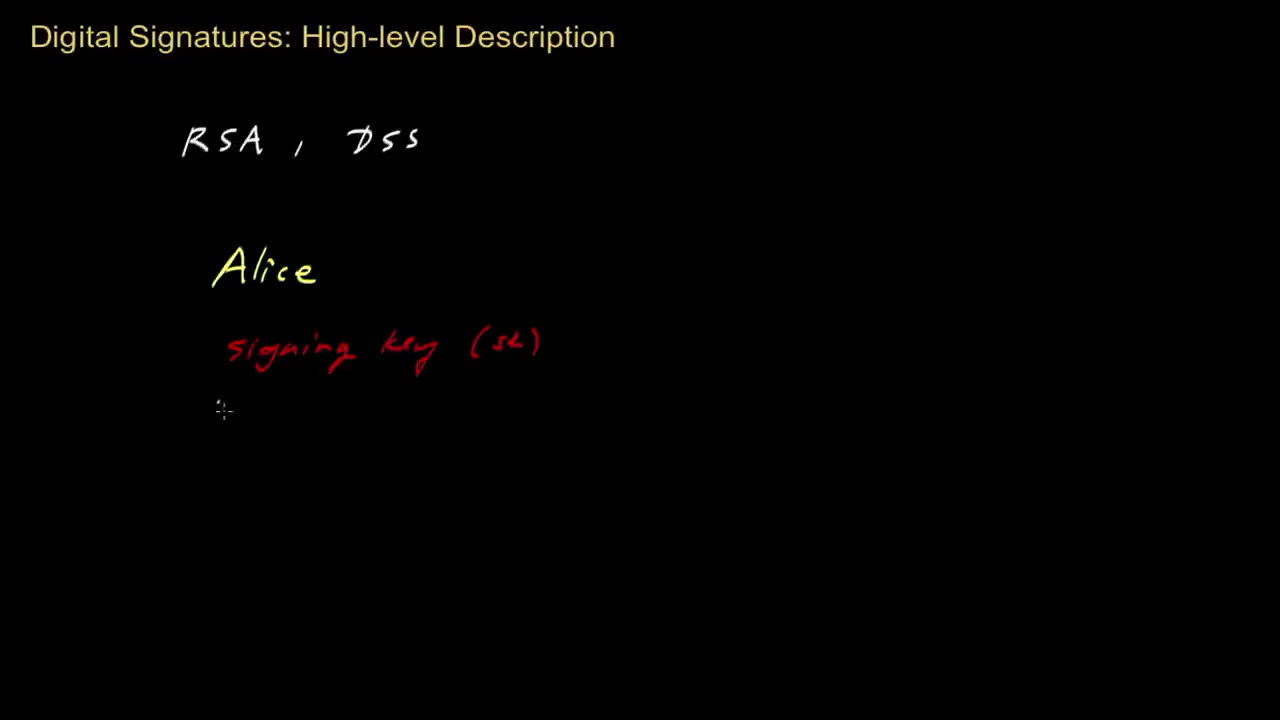 Digital Signatures: High-level Description
RSA, DSS
Alice
signing key (sk)